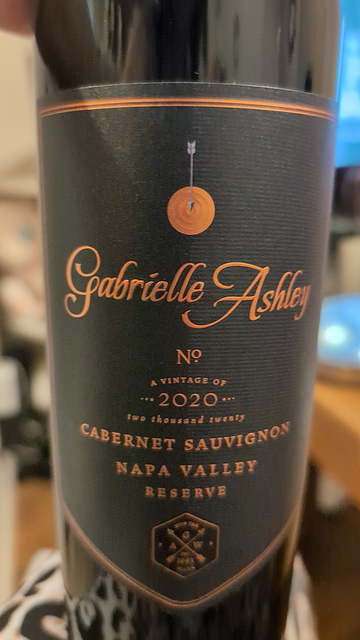 Gabrielle Ashley
Nº
A VINTAGE OF
2020
two thousand twenty
CABERNET SAUVIGNON
NAPA VALLEY
RESERVE